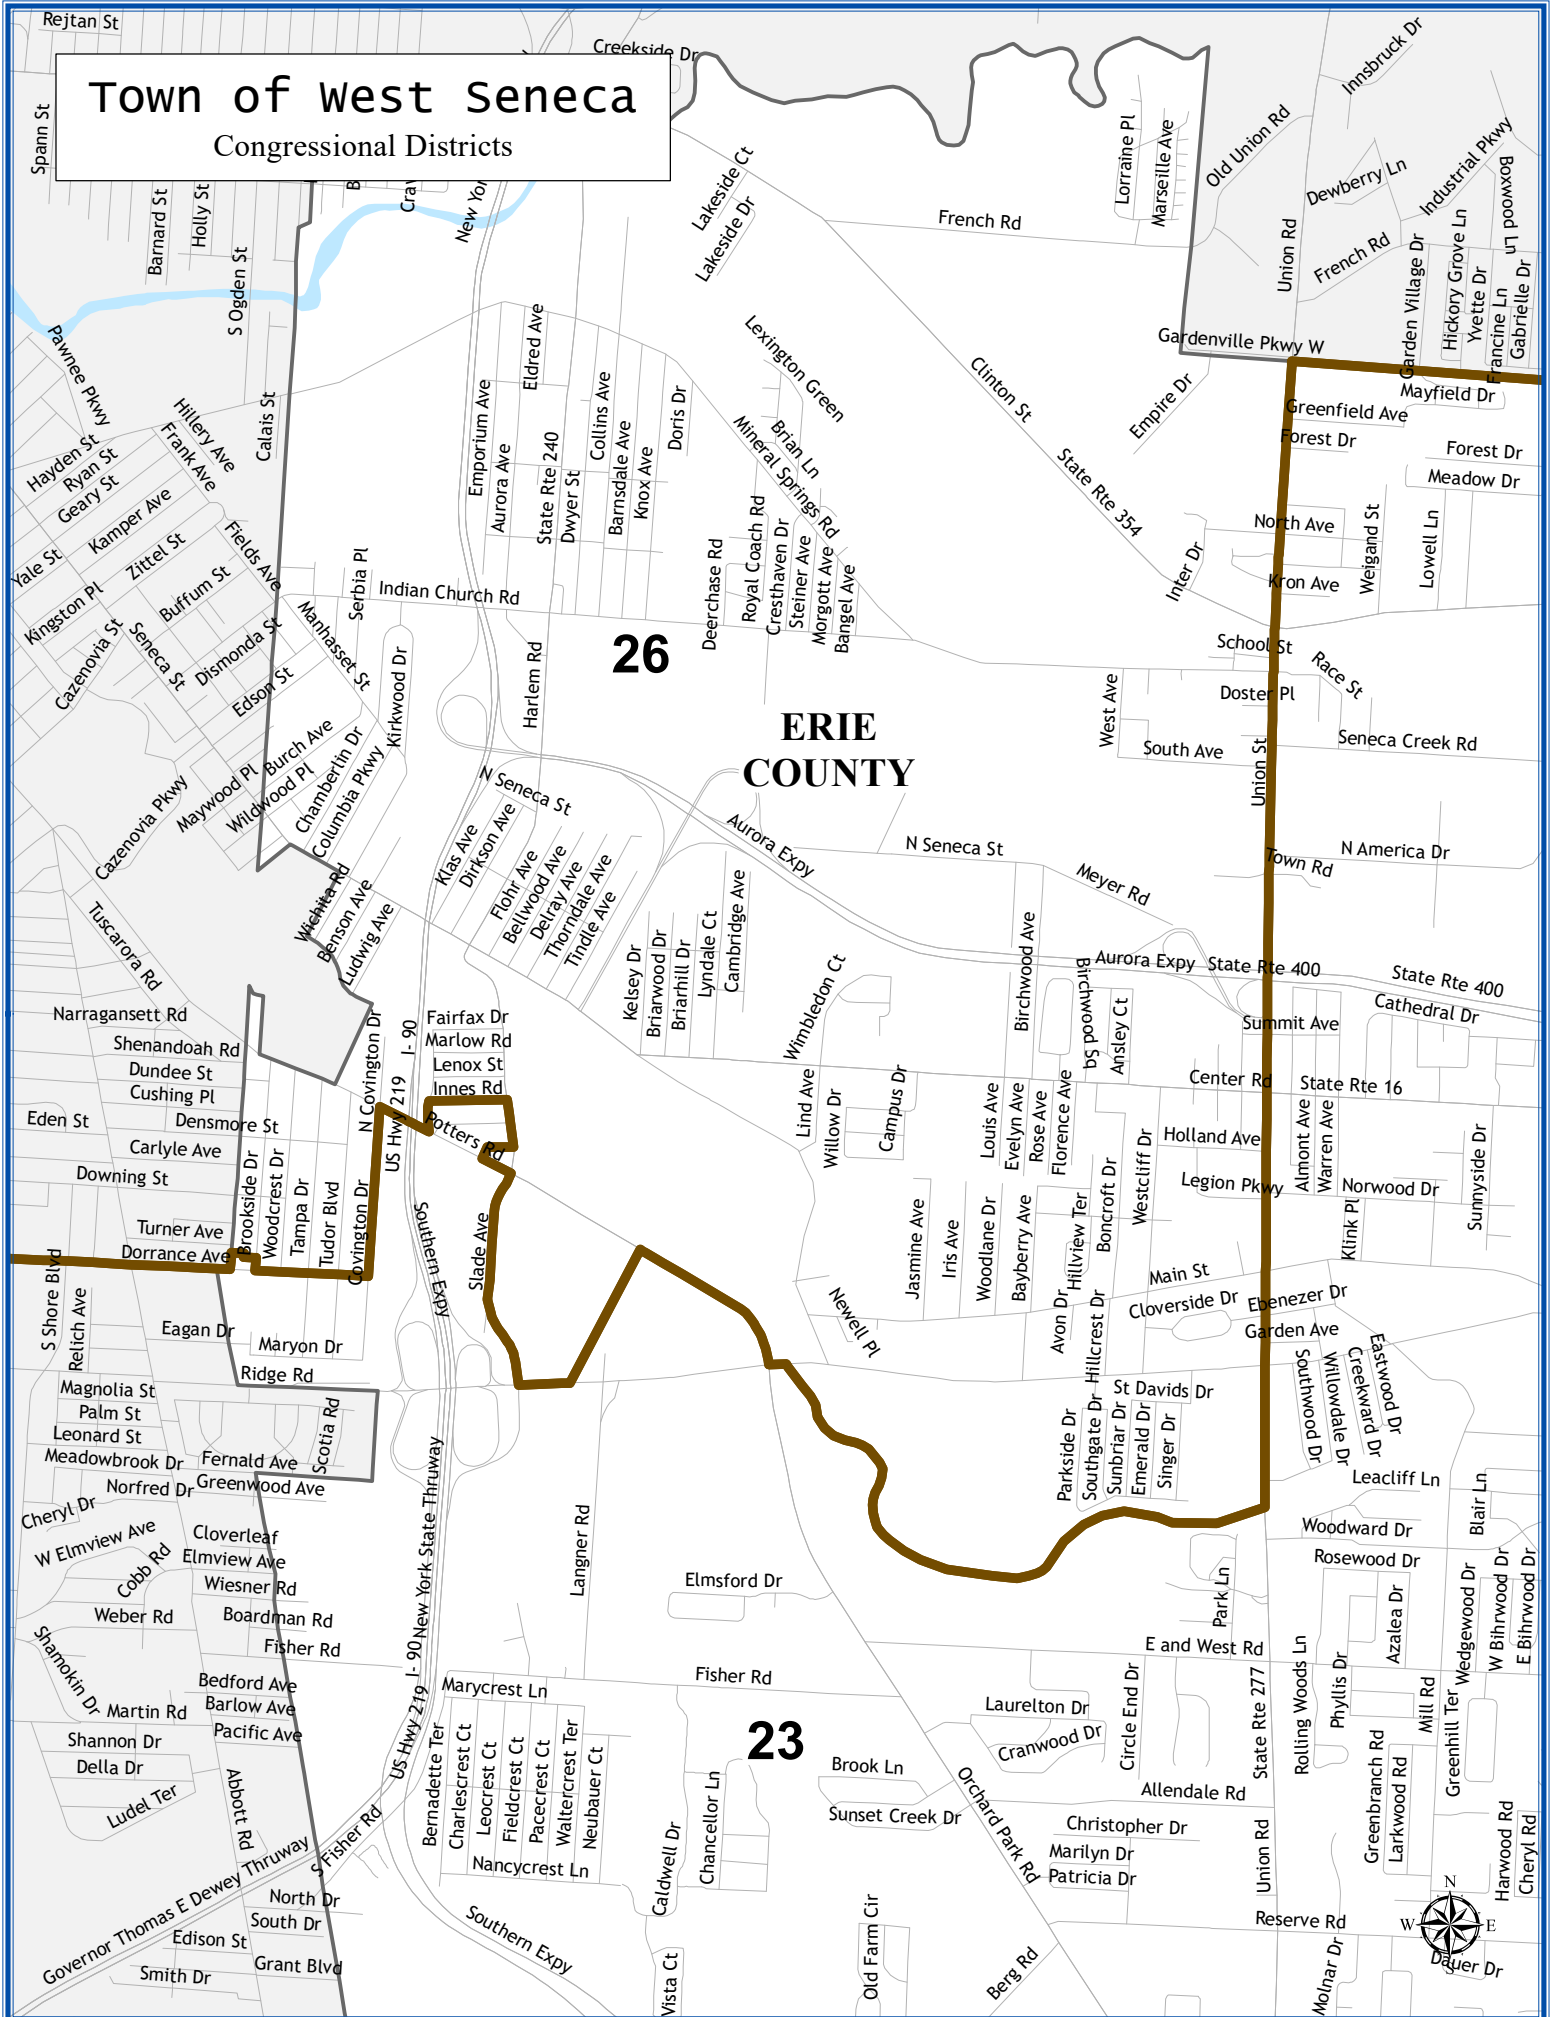 Rejtan St
Creekside Dr
Town of West Seneca
Congressional Districts
Spann St
Barnard St
Holly St
S Ogden St
Lakeside Ct
Lakeside Dr
French Rd
Lorraine Pl
Marseille Ave
Old Union Rd
Innsbruck Dr
Dewberry Ln
Industrial Pkwy
Boxwood Ln
Union Rd
French Rd
Garden Village Dr
Hickory Grove Ln
Yvette Dr
Francine Ln
Gabrielle Dr
Gardenville Pkwy W
Pawnee Pkwy
Hillery Ave
Frank Ave
Calais St
Hayden St
Ryan St
Geary St
Kamper Ave
Zittel St
Yale St
Fields Ave
Buffum St
Kingston Pl
Cazenovia St
Seneca St
Dismonda St
Edson St
Manhasset St
Serbia Pl
Indian Church Rd
Kirkwood Dr
Emporium Ave
Aurora Ave
Eldred Ave
State Rte 240
Dwyer St
Collins Ave
Barnsdale Ave
Knox Ave
Doris Dr
Lexington Green
Brian Ln
Mineral Springs Rd
Deerchase Rd
Royal Coach Rd
Cresthaven Dr
Steiner Ave
Morgott Ave
Bangel Ave
Clinton St
State Rte 354
Empire Dr
Inter Dr
Mayfield Dr
Greenfield Ave
Forest Dr
Forest Dr
Meadow Dr
North Ave
Weigand St
Lowell Ln
Kron Ave
School St
Race St
Doster Pl
Seneca Creek Rd
West Ave
South Ave
Union St
26
ERIE
COUNTY
Harlem Rd
Burch Ave
Maywood Pl
Wildwood Pl
Chamberlin Dr
Columbia Pkwy
Cazenovia Pkwy
N Seneca St
Klas Ave
Dirkson Ave
Flohr Ave
Bellwood Ave
Delray Ave
Thorndale Ave
Tindle Ave
Aurora Expy
N Seneca St
Meyer Rd
Town Rd
N America Dr
Wichita Rd
Benson Ave
Ludwig Ave
Tuscarora Rd
Kelsey Dr
Briarwood Dr
Briarhill Dr
Lyndale Ct
Cambridge Ave
Wimbledon Ct
Birchwood Ave
Birchwood Sq
Ansley Ct
Aurora Expy
State Rte 400
State Rte 400
Cathedral Dr
Summit Ave
Narragansett Rd
Shenandoah Rd
Dundee St
Cushing Pl
Eden St
Densmore St
Carlyle Ave
Downing St
Turner Ave
Dorrance Ave
Brookside Dr
Woodcrest Dr
Tampa Dr
Tudor Blvd
Covington Dr
N Covington Dr
I- 90
US Hwy 219
Fairfax Dr
Marlow Rd
Lenox St
Innes Rd
Potters Rd
Slade Ave
Southern Expy
Lind Ave
Willow Dr
Campus Dr
Louis Ave
Evelyn Ave
Rose Ave
Florence Ave
Center Rd
State Rte 16
Holland Ave
Almont Ave
Warren Ave
Legion Pkwy
Norwood Dr
Sunnyside Dr
Klink Pl
Westcliff Dr
Boncroft Dr
Hillview Ter
Jasmine Ave
Iris Ave
Woodlane Dr
Bayberry Ave
Avon Dr
Hillcrest Dr
Newell Pl
Main St
Cloverside Dr
Ebenezer Dr
Garden Ave
Southwood Dr
Willowdale Dr
Creekward Dr
Eastwood Dr
S Shore Blvd
Relich Ave
Eagan Dr
Maryon Dr
Ridge Rd
Magnolia St
Palm St
Leonard St
Meadowbrook Dr
Fernald Ave
Scotia Rd
Norfred Dr
Greenwood Ave
Cheryl Dr
W Elmview Ave
Cloverleaf
Elmview Ave
Cobb Rd
Wiesner Rd
Weber Rd
Boardman Rd
Fisher Rd
I- 90 New York State Thruway
Langner Rd
Elmsford Dr
St Davids Dr
Parkside Dr
Southgate Dr
Sunbriar Dr
Emerald Dr
Singer Dr
Leacliff Ln
Blair Ln
Woodward Dr
Rosewood Dr
Park Ln
Azalea Dr
Wedgewood Dr
W Bihrwood Dr
E Bihrwood Dr
E and West Rd
Shamokin Dr
Bedford Ave
Barlow Ave
Martin Rd
Pacific Ave
Shannon Dr
Della Dr
Ludel Ter
Abbott Rd
US Hwy 219
Marycrest Ln
Fisher Rd
Bernadette Ter
Charlescrest Ct
Leocrest Ct
Fieldcrest Ct
Pacecrest Ct
Waltercrest Ter
Neubauer Ct
Nancycrest Ln
23
Laurelton Dr
Cranwood Dr
Circle End Dr
State Rte 277
Rolling Woods Ln
Phyllis Dr
Mill Rd
Greenhill Ter
Brook Ln
Sunset Creek Dr
Orchard Park Rd
Allendale Rd
Christopher Dr
Marilyn Dr
Patricia Dr
Union Rd
Greenbranch Rd
Larkwood Rd
Harwood Rd
Cheryl Rd
Chancellor Ln
Caldwell Dr
Governor Thomas E Dewey Thruway
S Fisher Rd
North Dr
South Dr
Edison St
Grant Blvd
Smith Dr
Southern Expy
Vista Ct
Old Farm Cir
Berg Rd
Reserve Rd
Molnar Dr
Dauer Dr
N
W
E
S